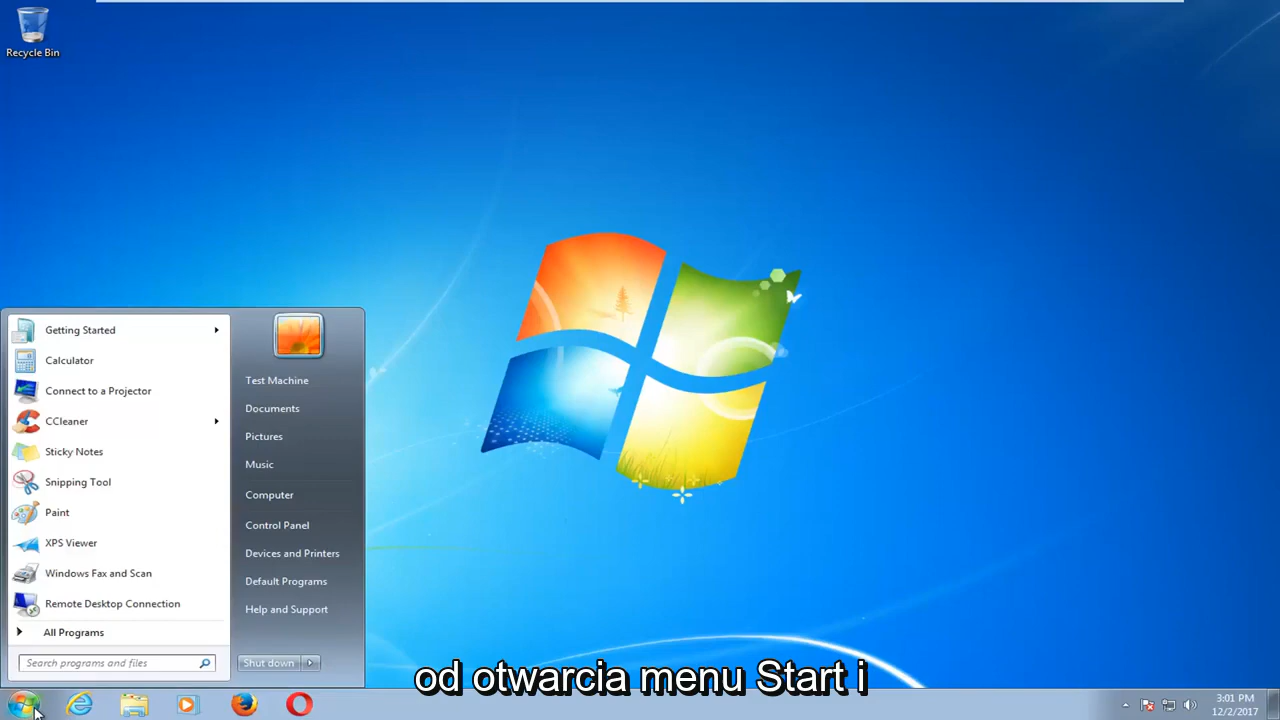 Recycle Bin
Getting Started
Calculator
Connect to a Projector
CCleaner
Sticky Notes
Snipping Tool
Paint
XPS Viewer
Windows Fax and Scan
Remote Desktop Connection
All Programs
Search programs and files
Test Machine
Documents
Pictures
Music
Computer
Control Panel
Devices and Printers
Default Programs
Help and Support
Shut down
od otwarcia menu Start i
3:01 PM
12/2/2017